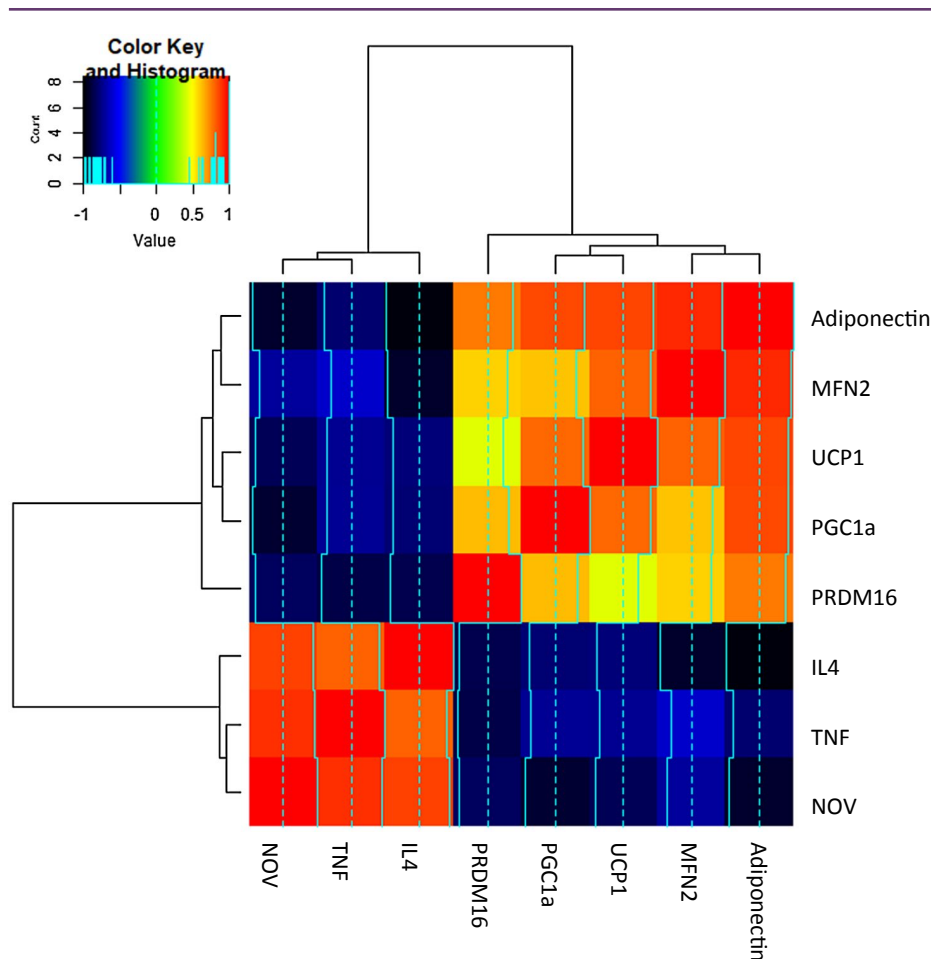 Color Key
and Histogram
Count
8
6
4
2
0
-1
0
0.5
1
Value
Adiponectin
MFN2
UCP1
PGC1a
PRDM16
IL4
TNF
NOV
NOV
TNF
IL4
PRDM16
PGC1a
UCP1
MFN2
Adiponectin